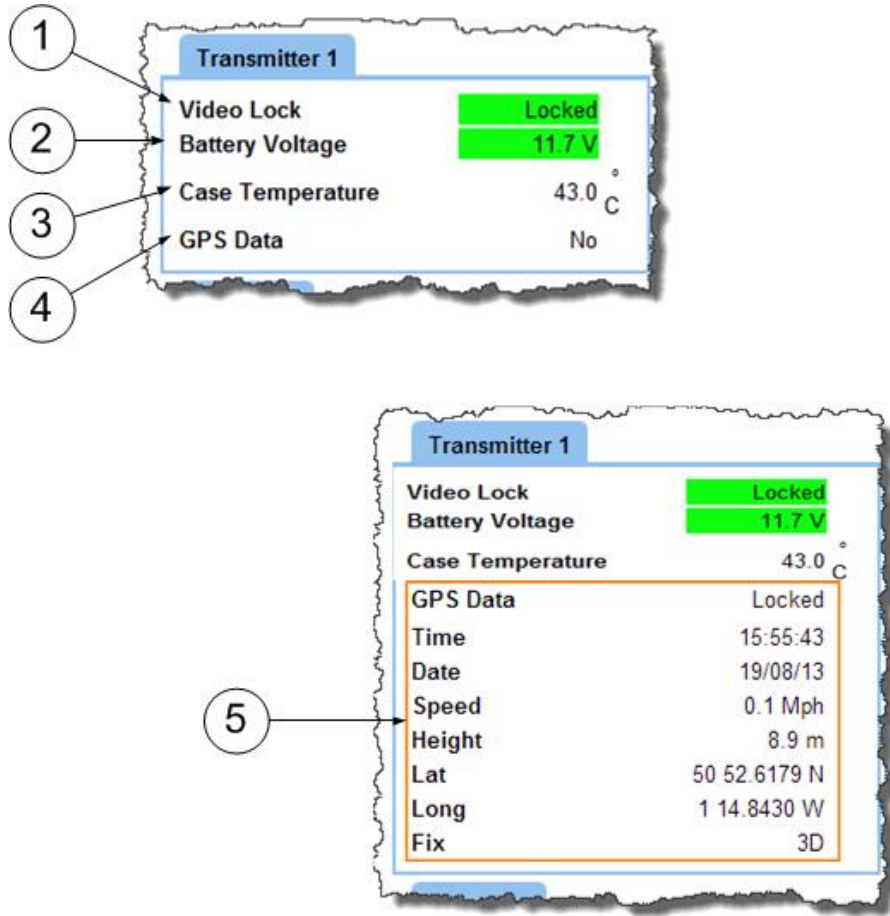 1
Transmitter 1
Video Lock Locked
2
Battery Voltage 11.7 V
Case Temperature 43.0 °C
3
GPS Data No
4
Transmitter 1
Video Lock Locked
Battery Voltage 11.7 V
Case Temperature 43.0 °C
GPS Data Locked
Time 15:55:43
Date 19/08/13
Speed 0.1 Mph
5
Height 8.9 m
Lat 50 52.6179 N
Long 1 14.8430 W
Fix 3D